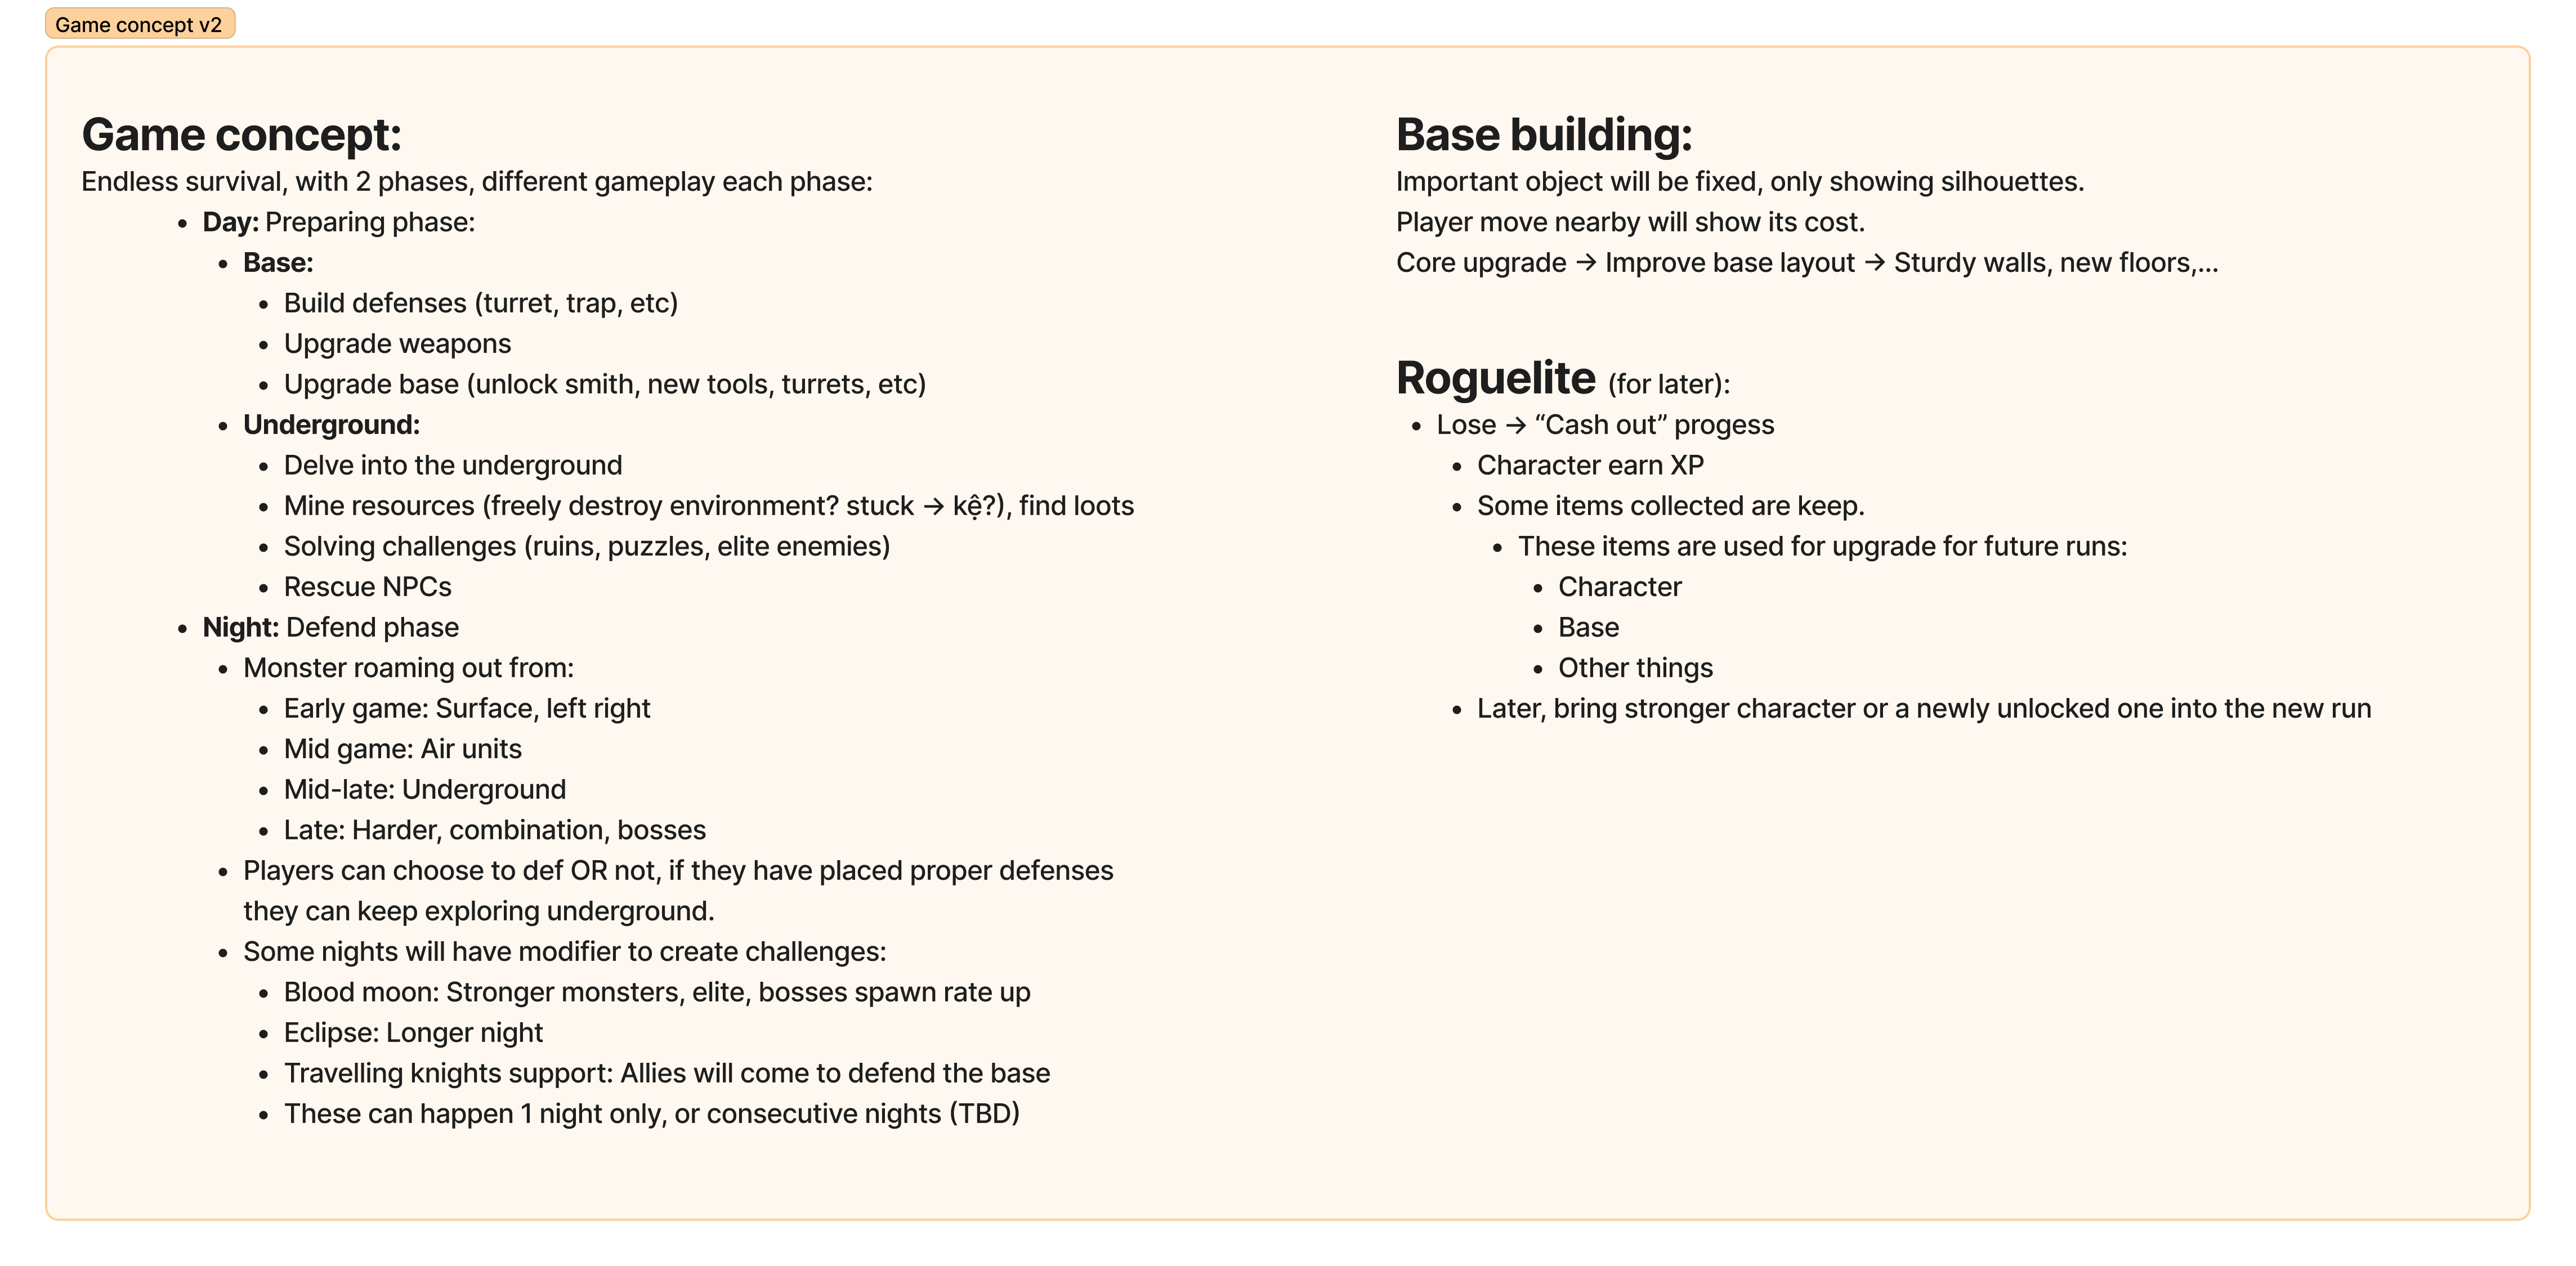 Game concept v2
Game concept:
Endless survival, with 2 phases, different gameplay each phase:
Day: Preparing phase:
Base:
Build defenses (turret, trap, etc)
Upgrade weapons
Upgrade base (unlock smith, new tools, turrets, etc)
Underground:
Delve into the underground
Mine resources (freely destroy environment? stuck → kệ?), find loots
Solving challenges (ruins, puzzles, elite enemies)
Rescue NPCs
Night: Defend phase
Monster roaming out from:
Early game: Surface, left right
Mid game: Air units
Mid-late: Underground
Late: Harder, combination, bosses
Players can choose to def OR not, if they have placed proper defenses
they can keep exploring underground.
Some nights will have modifier to create challenges:
Blood moon: Stronger monsters, elite, bosses spawn rate up
Eclipse: Longer night
Travelling knights support: Allies will come to defend the base
These can happen 1 night only, or consecutive nights (TBD)
Base building:
Important object will be fixed, only showing silhouettes.
Player move nearby will show its cost.
Core upgrade → Improve base layout → Sturdy walls, new floors,...
Roguelite (for later):
Lose → “Cash out” progess
Character earn XP
Some items collected are keep.
These items are used for upgrade for future runs:
Character
Base
Other things
Later, bring stronger character or a newly unlocked one into the new run